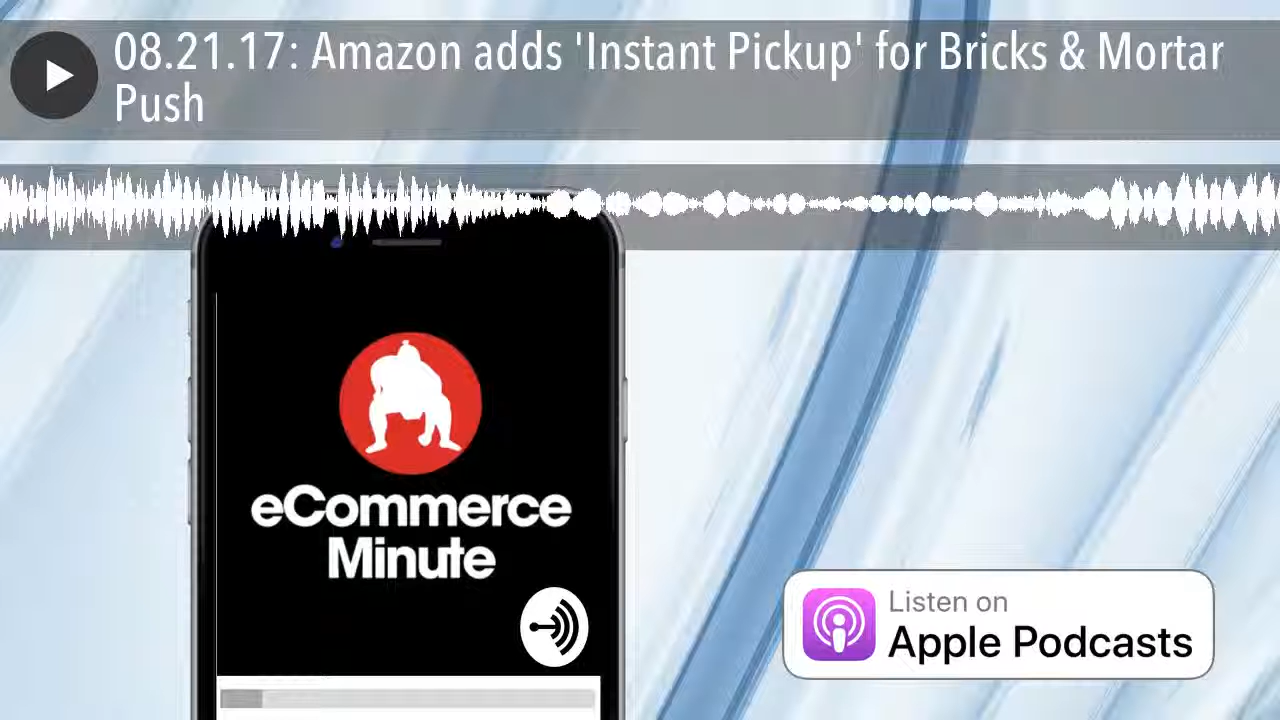 08.21.17: Amazon adds 'Instant Pickup' for Bricks & Mortar
Push
eCommerce
Minute
Listen on
Apple Podcasts